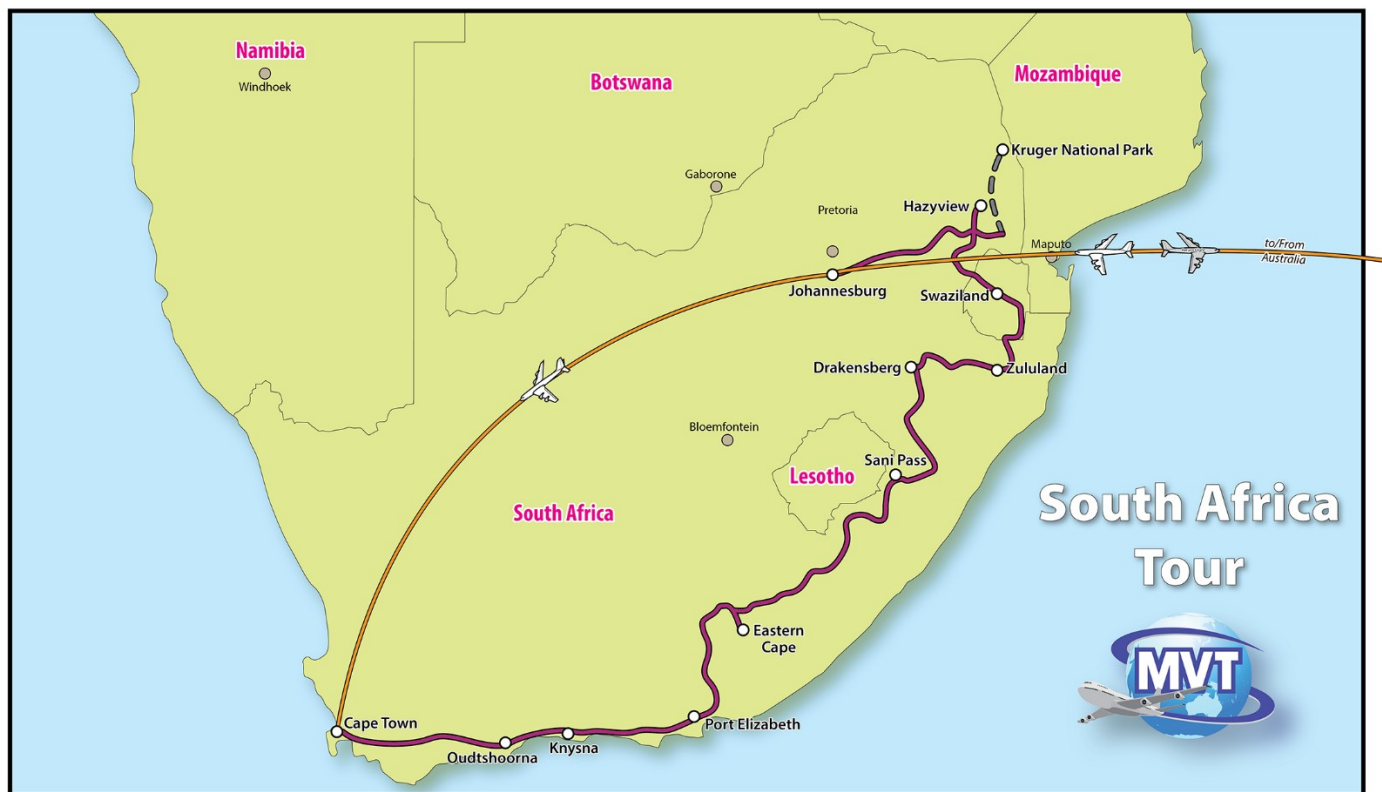 Namibia
Windhoek
Botswana
Mozambique
Kruger National Park
Gaborone
Hazyview
Pretoria
Maputo
to/From
Australia
Johannesburg
Swaziland
Drakensberg
Zululand
Bloemfontein
Sani Pass
Lesotho
South Africa
South Africa
Tour
Eastern
Cape
MVT
Cape Town
Port Elizabeth
Knysna
Oudtshoorna